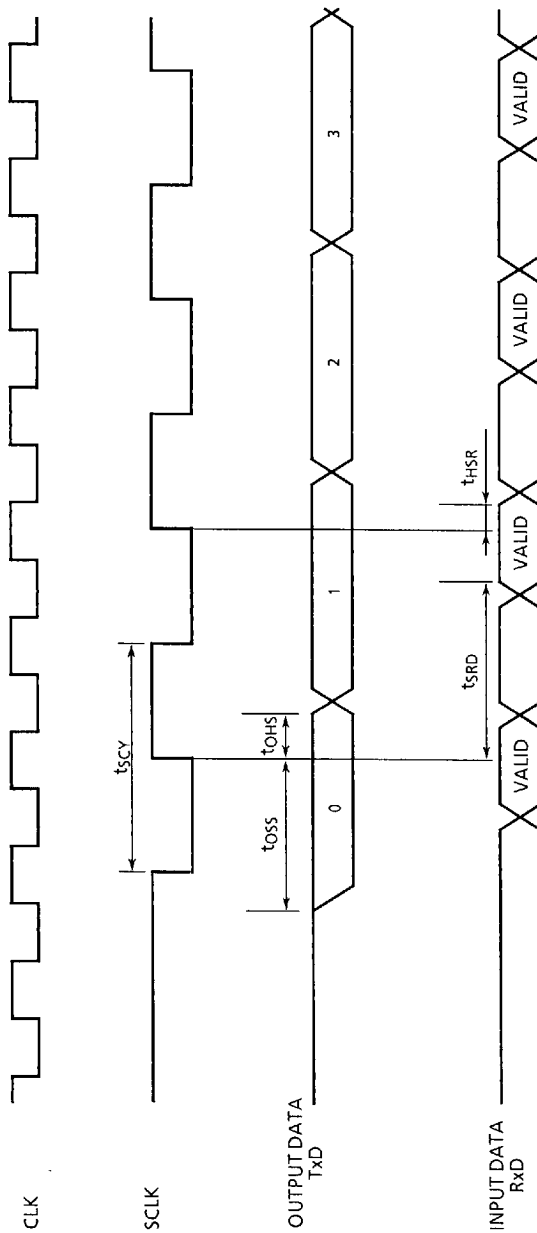 CLK
SCLK
tSCY
OUTPUT DATA
TxD
tOSS
tOHS
0
1
2
3
INPUT DATA
RxD
tSRD
tHSR
VALID
VALID
VALID
VALID